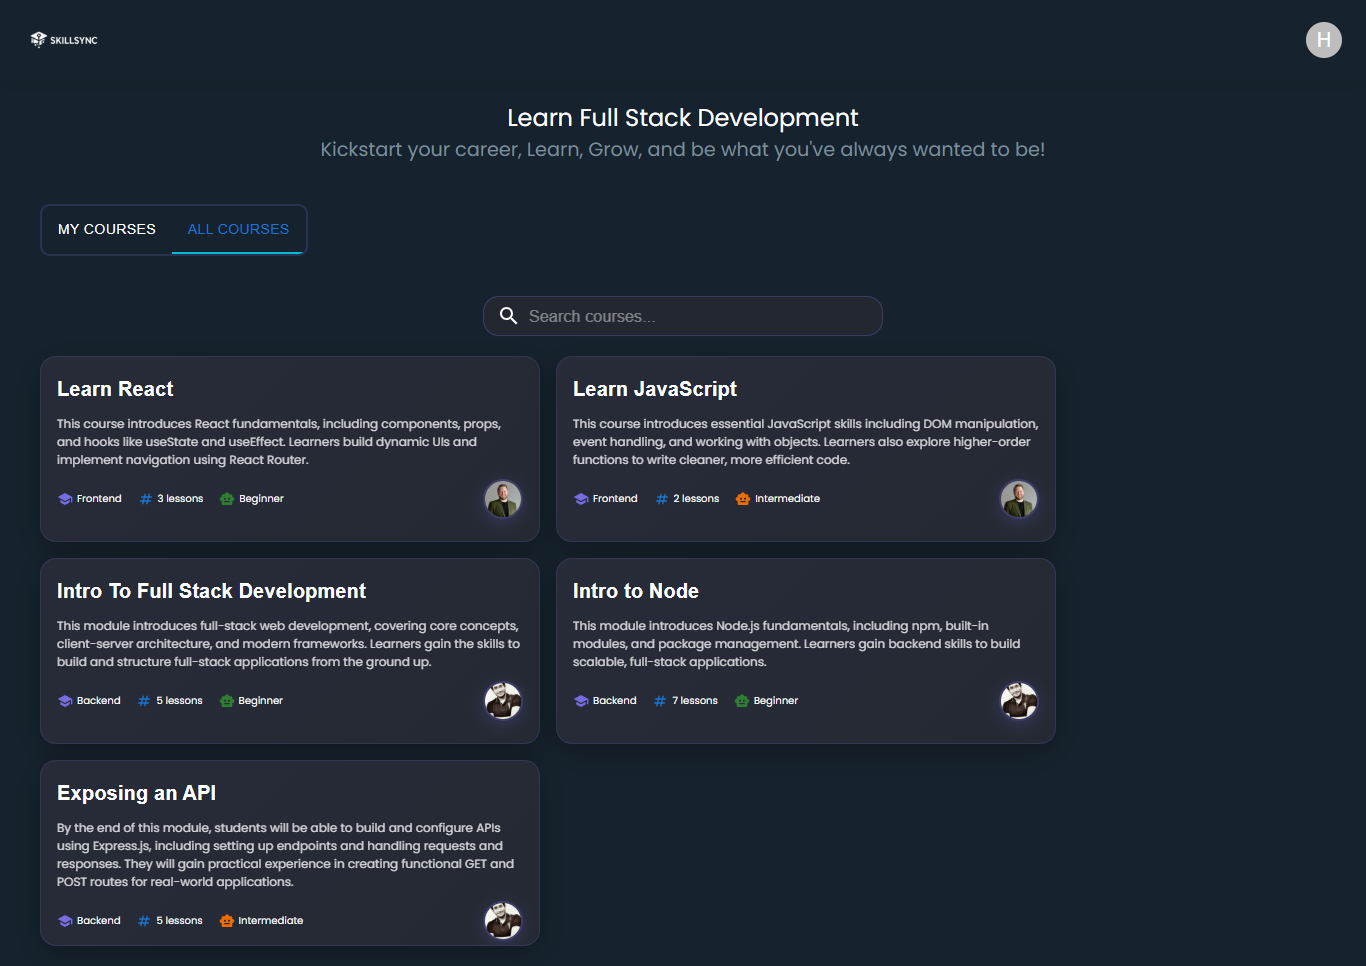 SKILLSYNC
H
Learn Full Stack Development
Kickstart your career, Learn, Grow, and be what you've always wanted to be!
MY COURSES
ALL COURSES
Search courses...
Learn React
This course introduces React fundamentals, including components, props,
and hooks like useState and useEffect. Learners build dynamic UIs and
implement navigation using React Router.
Frontend
3 lessons
Beginner
Learn JavaScript
This course introduces essential JavaScript skills including DOM manipulation,
event handling, and working with objects. Learners also explore higher-order
functions to write cleaner, more efficient code.
Frontend
2 lessons
Intermediate
Intro To Full Stack Development
This module introduces full-stack web development, covering core concepts,
client-server architecture, and modern frameworks. Learners gain the skills to
build and structure full-stack applications from the ground up.
Backend
5 lessons
Beginner
Intro to Node
This module introduces Node.js fundamentals, including npm, built-in
modules, and package management. Learners gain backend skills to build
scalable, full-stack applications.
Backend
7 lessons
Beginner
Exposing an API
By the end of this module, students will be able to build and configure APIs
using Express.js, including setting up endpoints and handling requests and
responses. They will gain practical experience in creating functional GET and
POST routes for real-world applications.
Backend
5 lessons
Intermediate